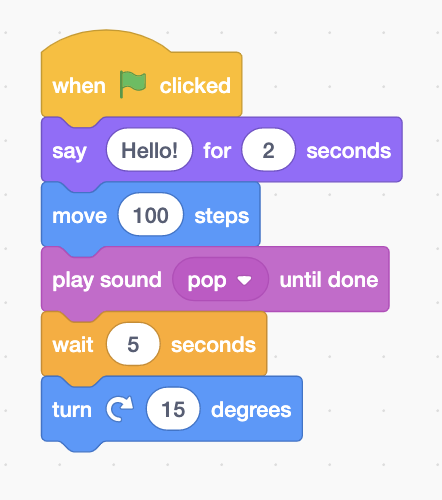 when clicked
say Hello! for 2 seconds
move 100 steps
play sound pop until done
wait 5 seconds
turn 15 degrees